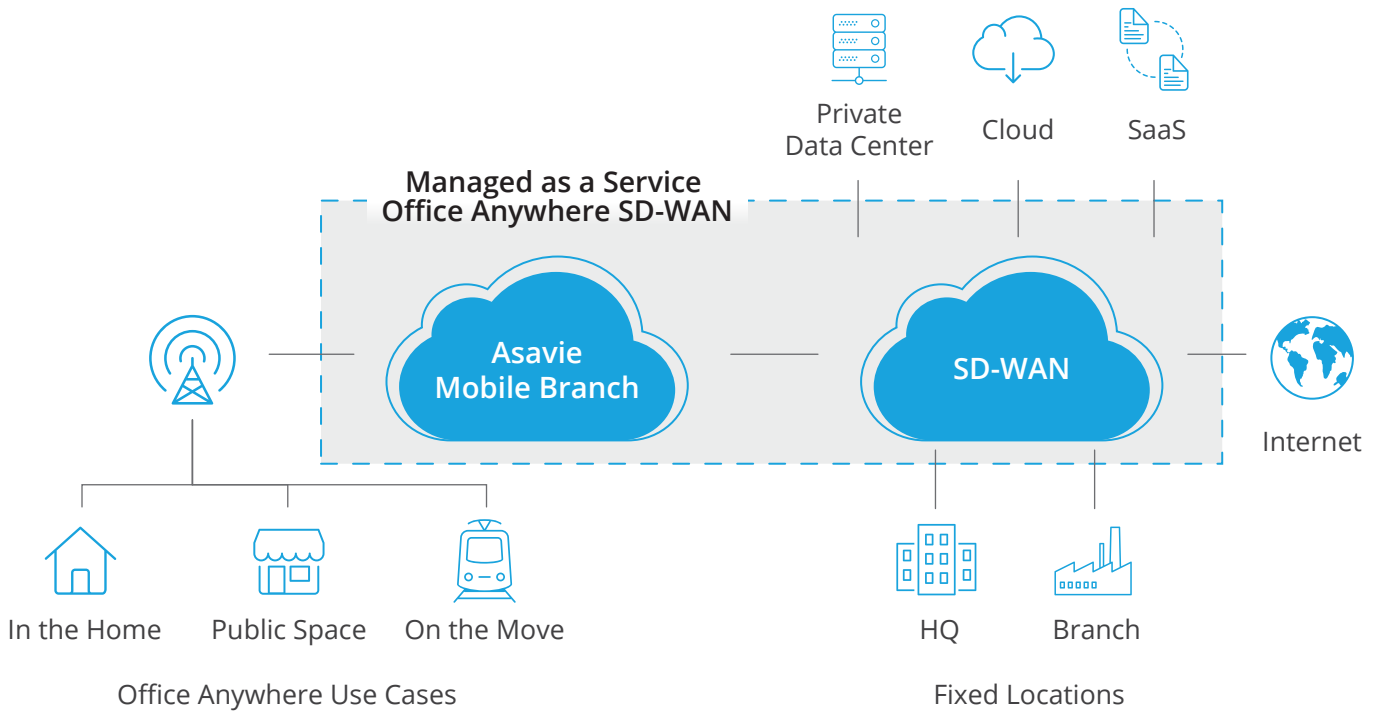 Private
Data Center
Cloud
SaaS
Managed as a Service
Office Anywhere SD-WAN
Asavie
Mobile Branch
SD-WAN
Internet
In the Home
Public Space
On the Move
HQ
Branch
Office Anywhere Use Cases
Fixed Locations